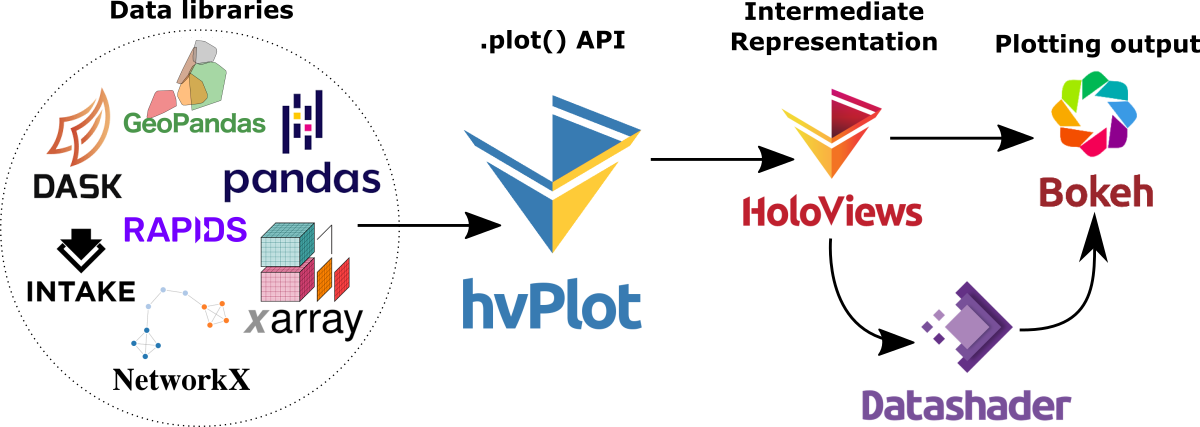 Data libraries
GeoPandas
DASK
pandas
RAPIDS
INTAKE
xarray
NetworkX
.plot() API
hvPlot
Intermediate
Representation
HoloViews
Datashader
Plotting output
Bokeh